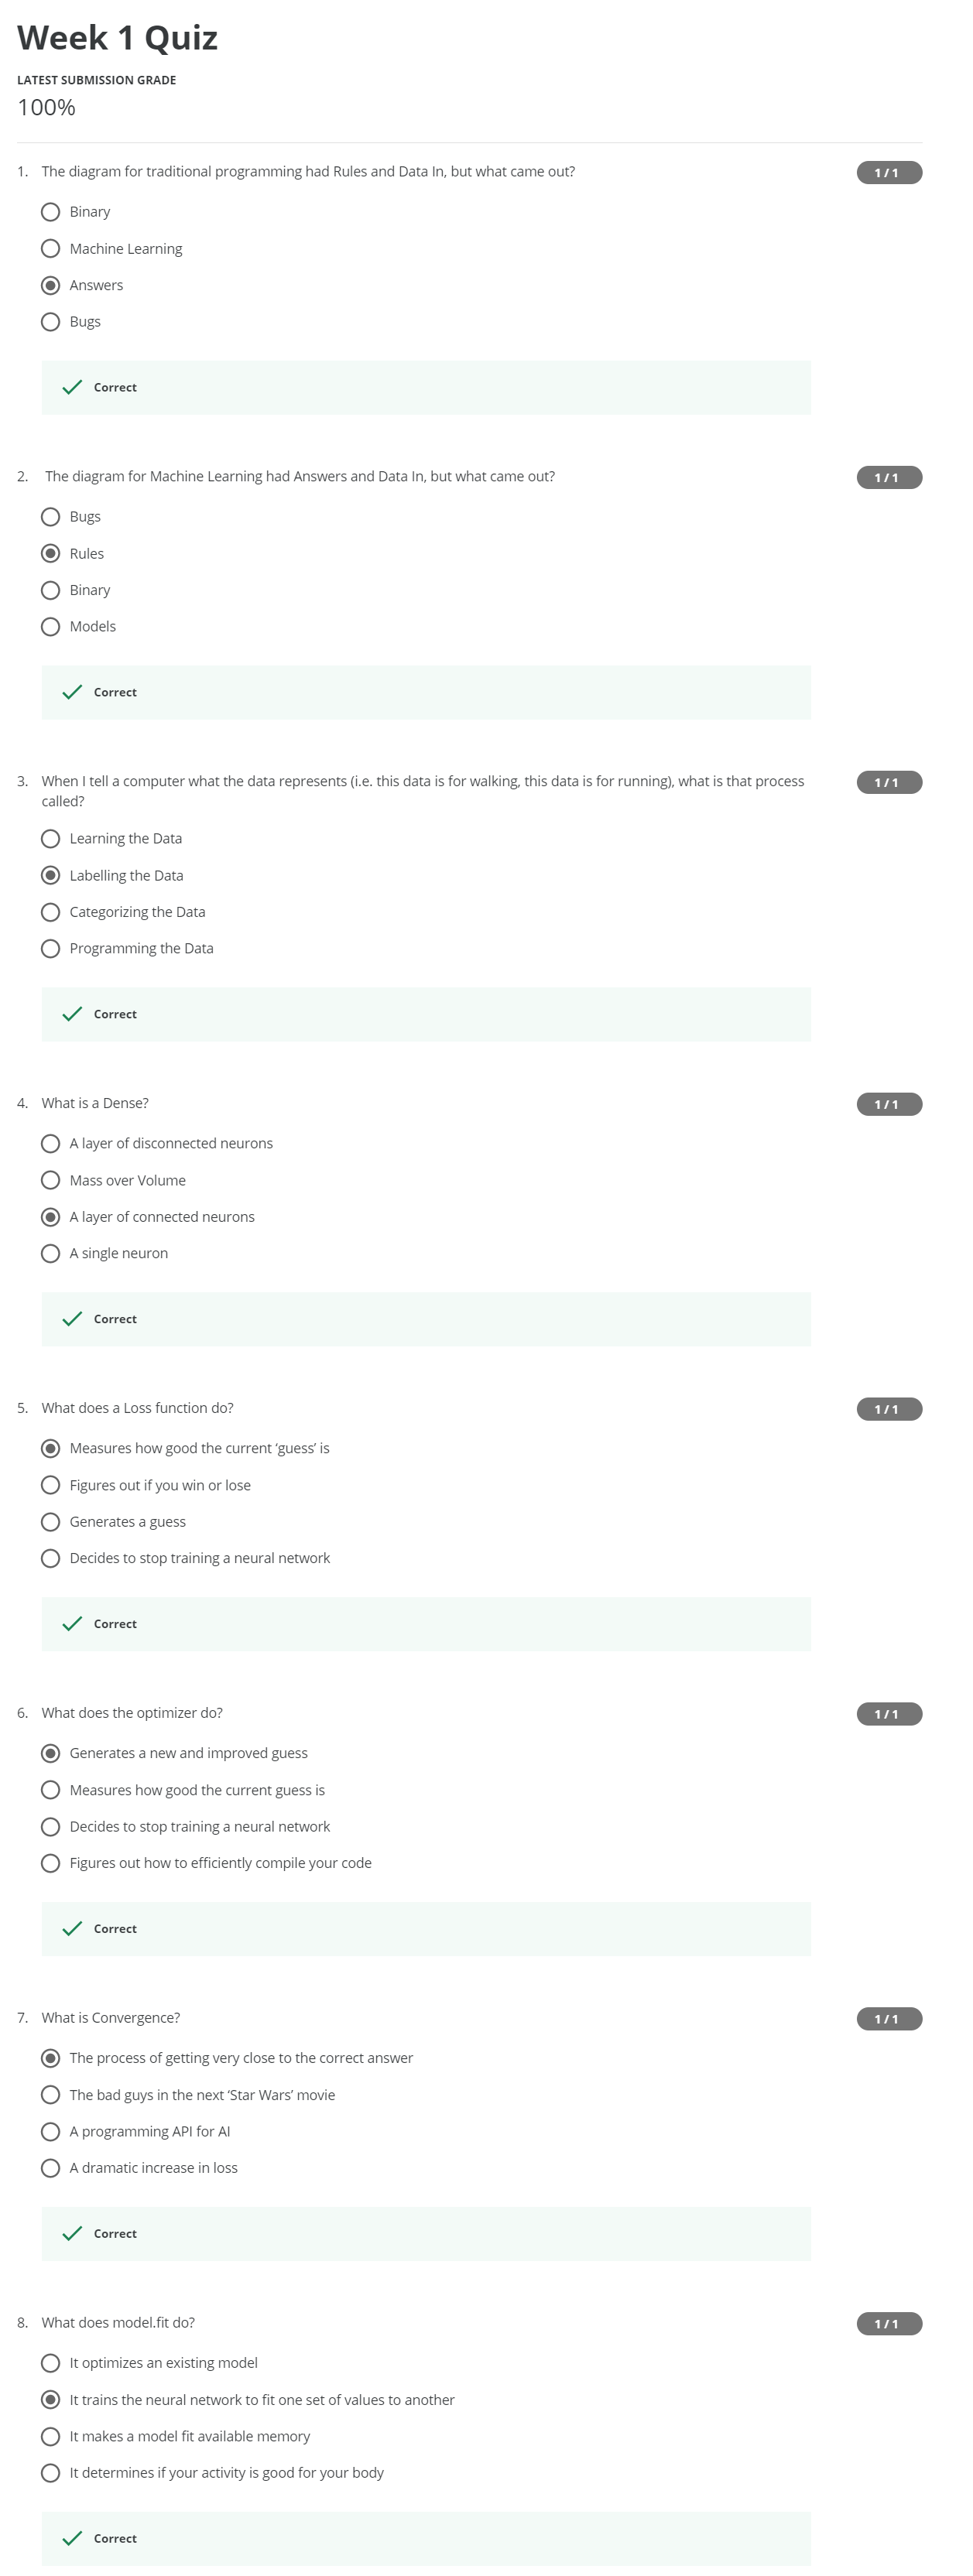 Week 1 Quiz
LATEST SUBMISSION GRADE
100%
1. The diagram for traditional programming had Rules and Data In, but what came out? 1 / 1
Binary
Machine Learning
Answers
Bugs
Correct
2. The diagram for Machine Learning had Answers and Data In, but what came out? 1 / 1
Bugs
Rules
Binary
Models
Correct
3. When I tell a computer what the data represents (i.e. this data is for walking, this data is for running), what is that process 1 / 1
called?
Learning the Data
Labelling the Data
Categorizing the Data
Programming the Data
Correct
4. What is a Dense? 1 / 1
A layer of disconnected neurons
Mass over Volume
A layer of connected neurons
A single neuron
Correct
5. What does a Loss function do? 1 / 1
Measures how good the current ‘guess’ is
Figures out if you win or lose
Generates a guess
Decides to stop training a neural network
Correct
6. What does the optimizer do? 1 / 1
Generates a new and improved guess
Measures how good the current guess is
Decides to stop training a neural network
Figures out how to efficiently compile your code
Correct
7. What is Convergence? 1 / 1
The process of getting very close to the correct answer
The bad guys in the next ‘Star Wars’ movie
A programming API for AI
A dramatic increase in loss
Correct
8. What does model.fit do? 1 / 1
It optimizes an existing model
It trains the neural network to fit one set of values to another
It makes a model fit available memory
It determines if your activity is good for your body
Correct